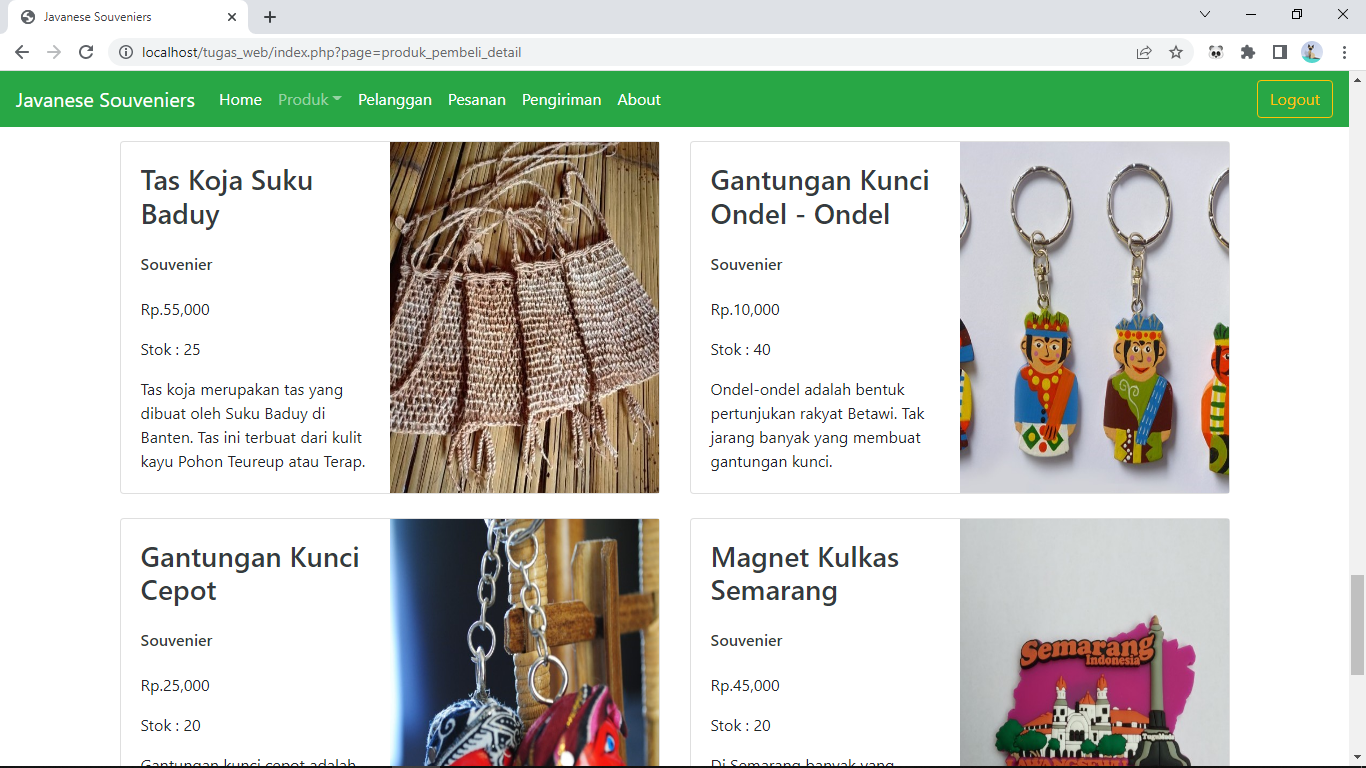 Javanese Souveniers
localhost/tugas_web/index.php?page=produk_pembeli_detail
Javanese Souveniers Home Produk Pelanggan Pesanan Pengiriman About Logout
Tas Koja Suku
Baduy
Souvenier
Rp.55,000
Stok : 25
Tas koja merupakan tas yang
dibuat oleh Suku Baduy di
Banten. Tas ini terbuat dari kulit
kayu Pohon Teureup atau Terap.
Gantungan Kunci
Ondel - Ondel
Souvenier
Rp.10,000
Stok : 40
Ondel-ondel adalah bentuk
pertunjukan rakyat Betawi. Tak
jarang banyak yang membuat
gantungan kunci.
Gantungan Kunci
Cepot
Souvenier
Rp.25,000
Stok : 20
Gantungan kunci cepot adalah
Magnet Kulkas
Semarang
Souvenier
Rp.45,000
Stok : 20
Di Semarang banyak yang
Semarang
Indonesia
LAWANGSEWU